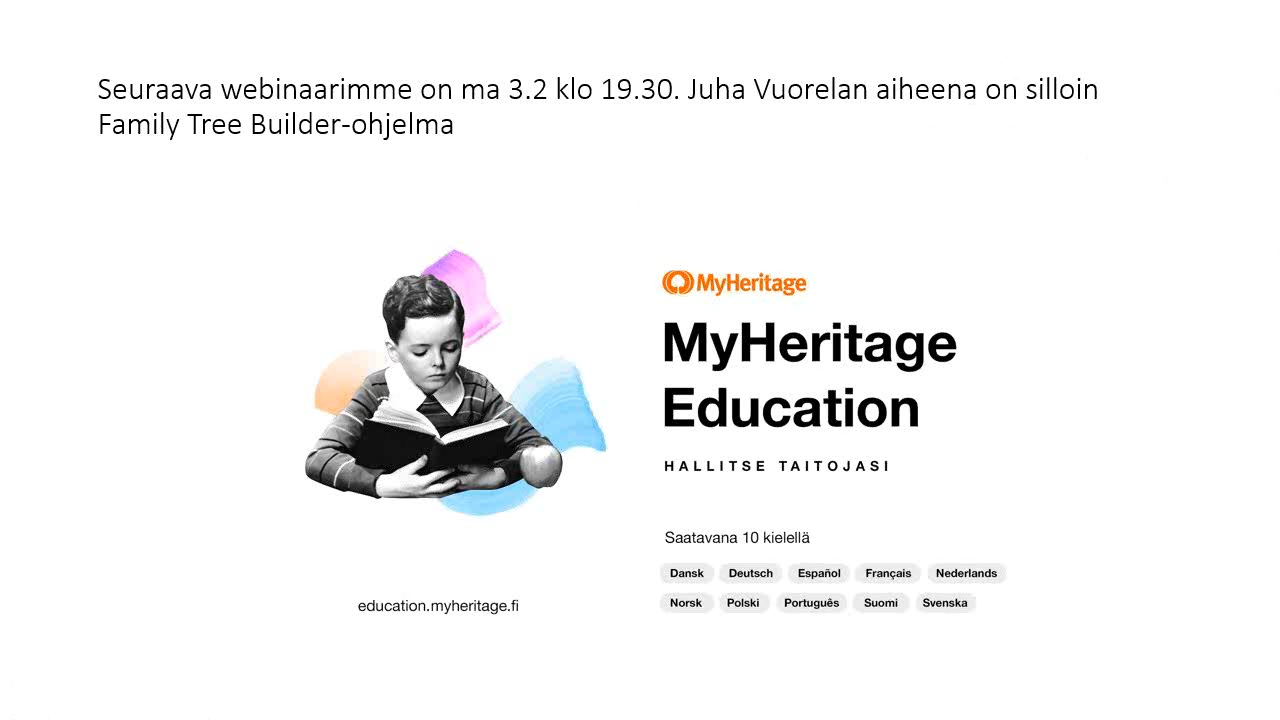 Seuraava webinaarimme on ma 3.2 klo 19.30. Juha Vuorelan aiheena on silloin
Family Tree Builder-ohjelma
MyHeritage
MyHeritage
Education
HALLITSE TAITOJASI
Saatavana 10 kielellä
Dansk Deutsch Español Français Nederlands
Norsk Polski Português Suomi Svenska
education.myheritage.fi